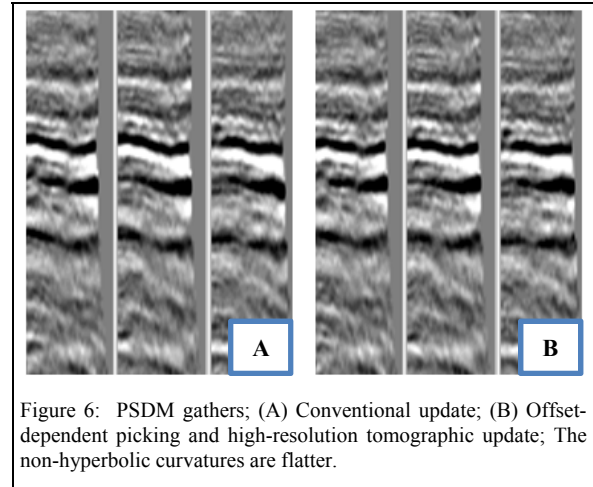 A
B
Figure 6: PSDM gathers; (A) Conventional update; (B) Offset-
dependent picking and high-resolution tomographic update; The
non-hyperbolic curvatures are flatter.